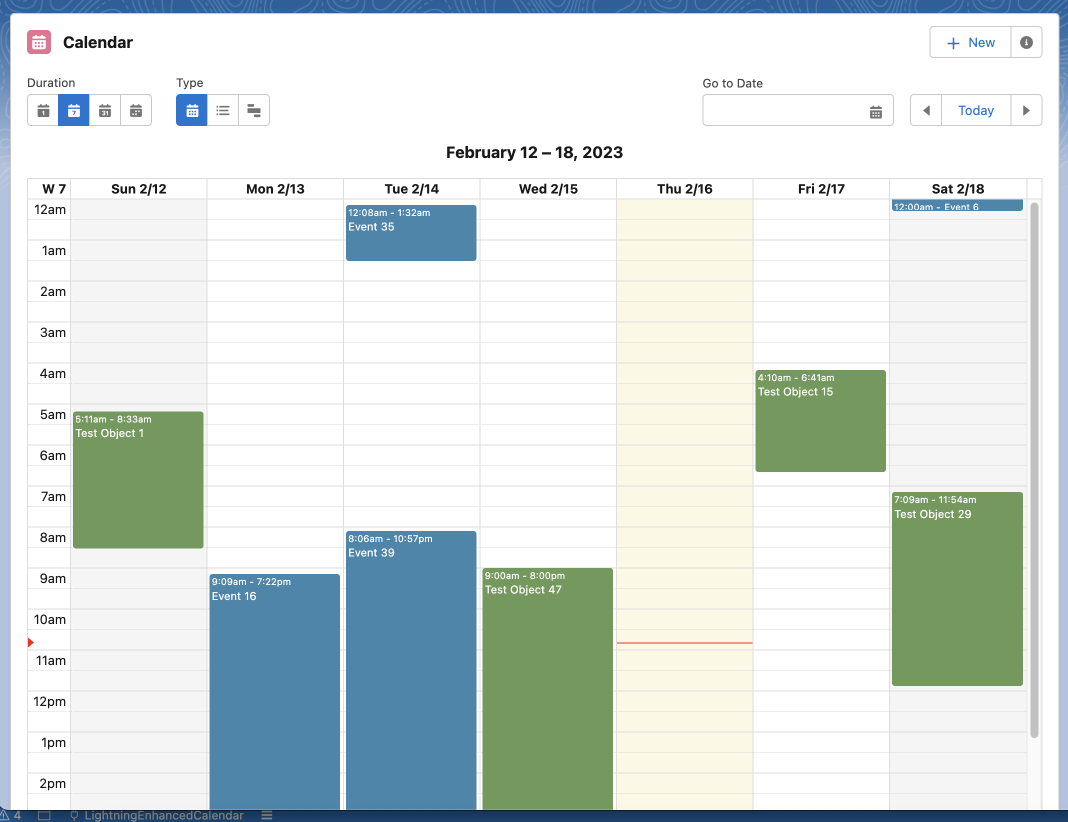 Calendar
New
Duration
Type
Go to Date
1
7
31
Today
February 12 – 18, 2023
W 7 Sun 2/12 Mon 2/13 Tue 2/14 Wed 2/15 Thu 2/16 Fri 2/17 Sat 2/18
12am
12:08am - 1:32am
Event 35
12:00am - Event 6
1am
2am
3am
4am
4:10am - 6:41am
Test Object 15
5am
5:11am - 8:33am
Test Object 1
6am
7am
7:09am - 11:54am
Test Object 29
8am
8:06am - 10:57pm
Event 39
9am
9:09am - 7:22pm
Event 16
9:00am - 8:00pm
Test Object 47
10am
11am
12pm
1pm
2pm
4 LightningEnhancedCalendar